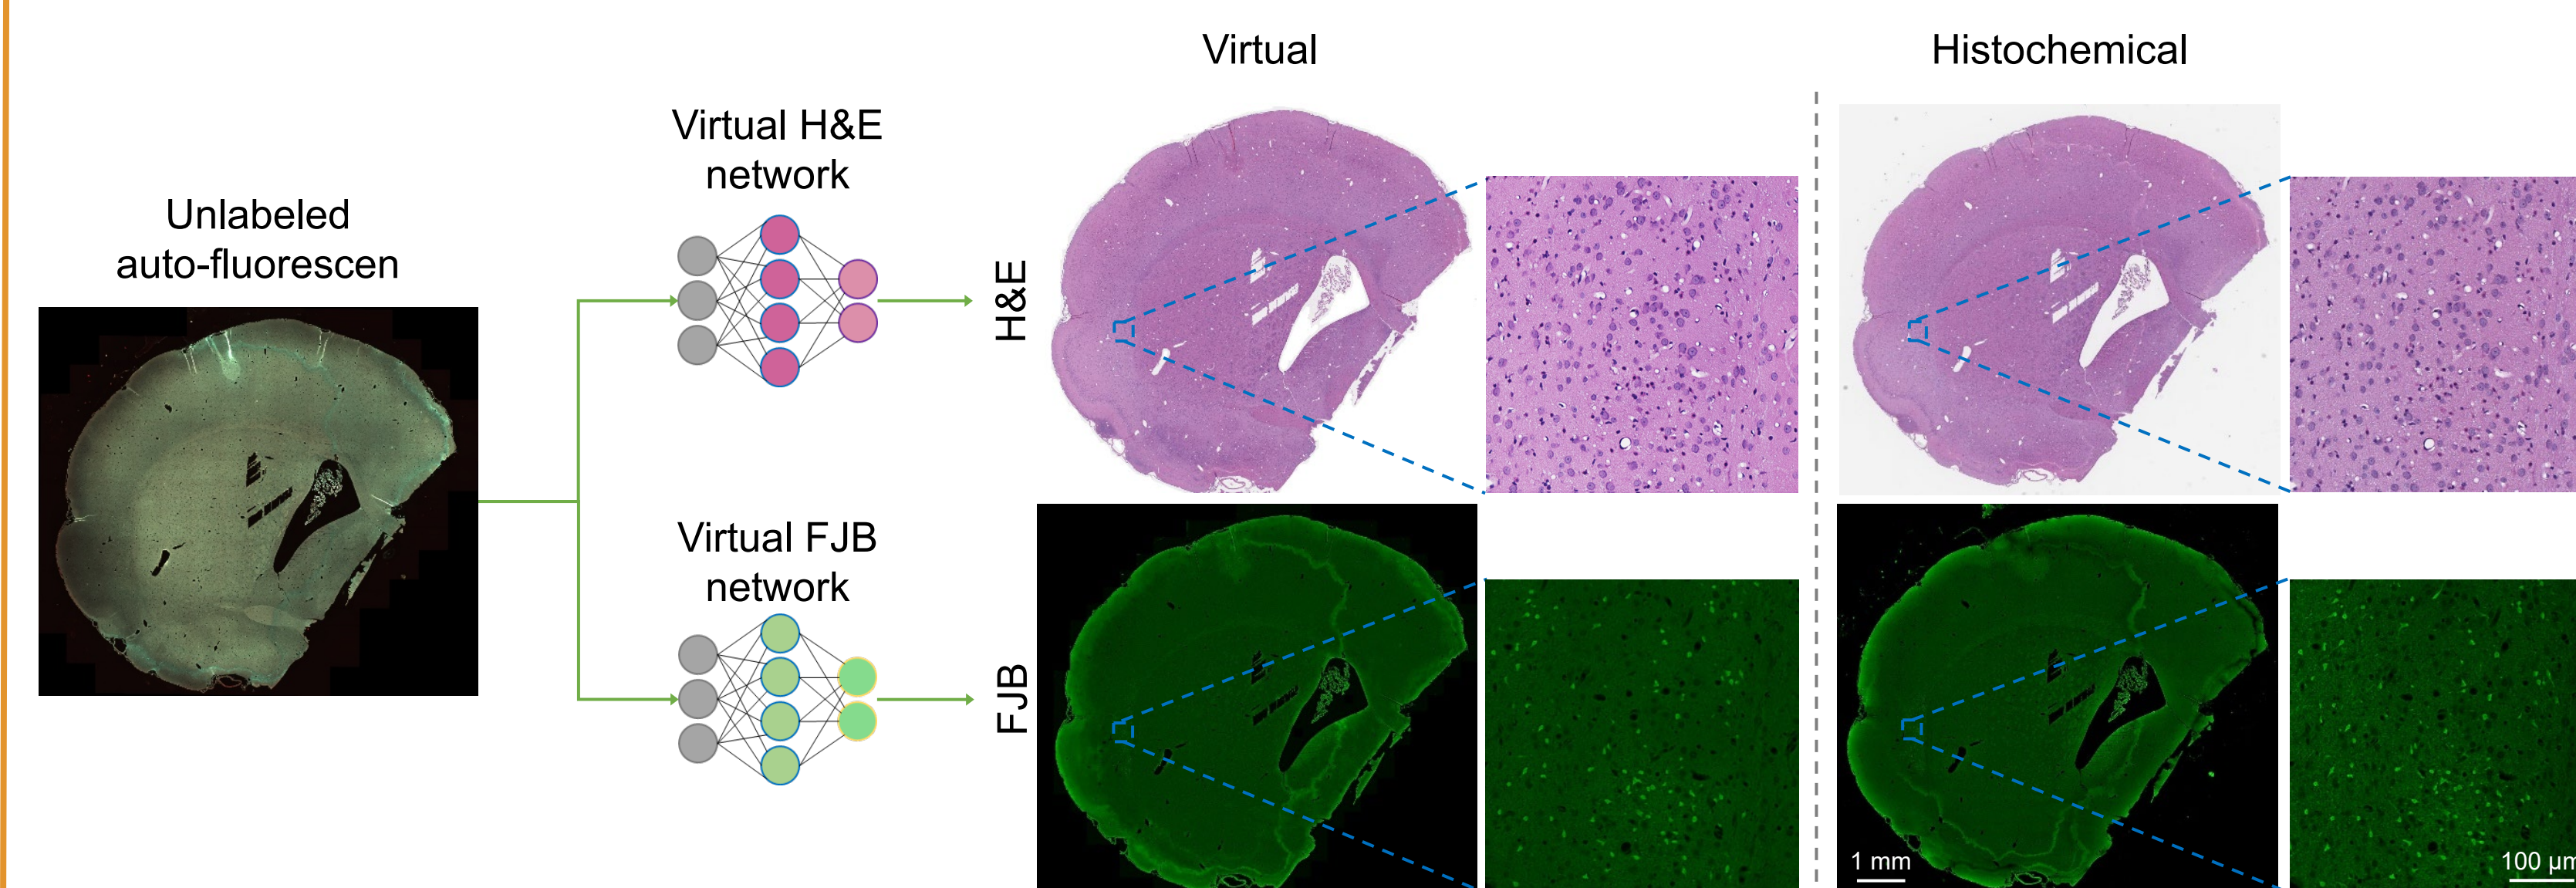 Virtual
Histochemical
Virtual H&E
network
Unlabeled
auto-fluorescen
H&E
Virtual FJB
network
FJB
1 mm
100 µm